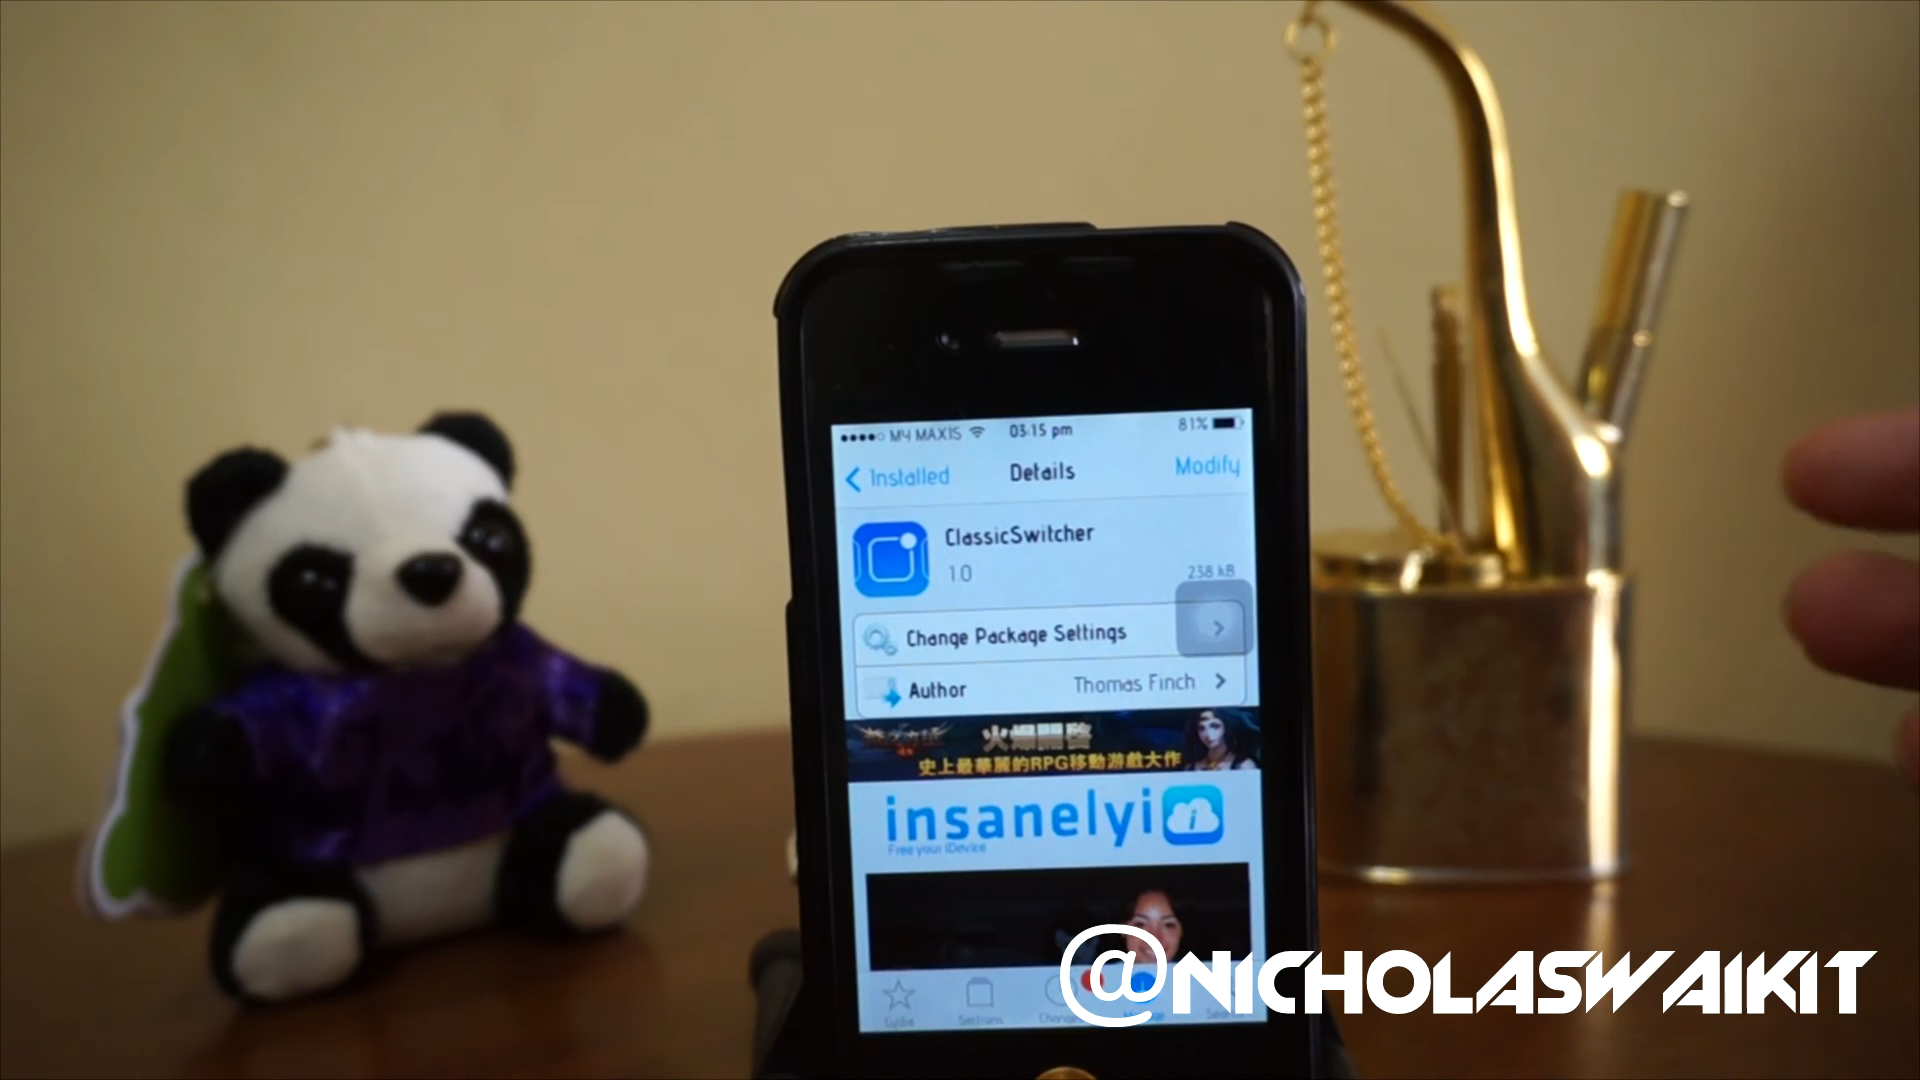 MY MAXIS 03:15 pm 81%
Installed Details Modify
ClassicSwitcher
1.0 238 kB
Change Package Settings
Author Thomas Finch
火爆開啓
史上最華麗的RPG移動游戲大作
insanelyi
Free your iDevice
Cydia Sections
@NICHOLASWAIKIT